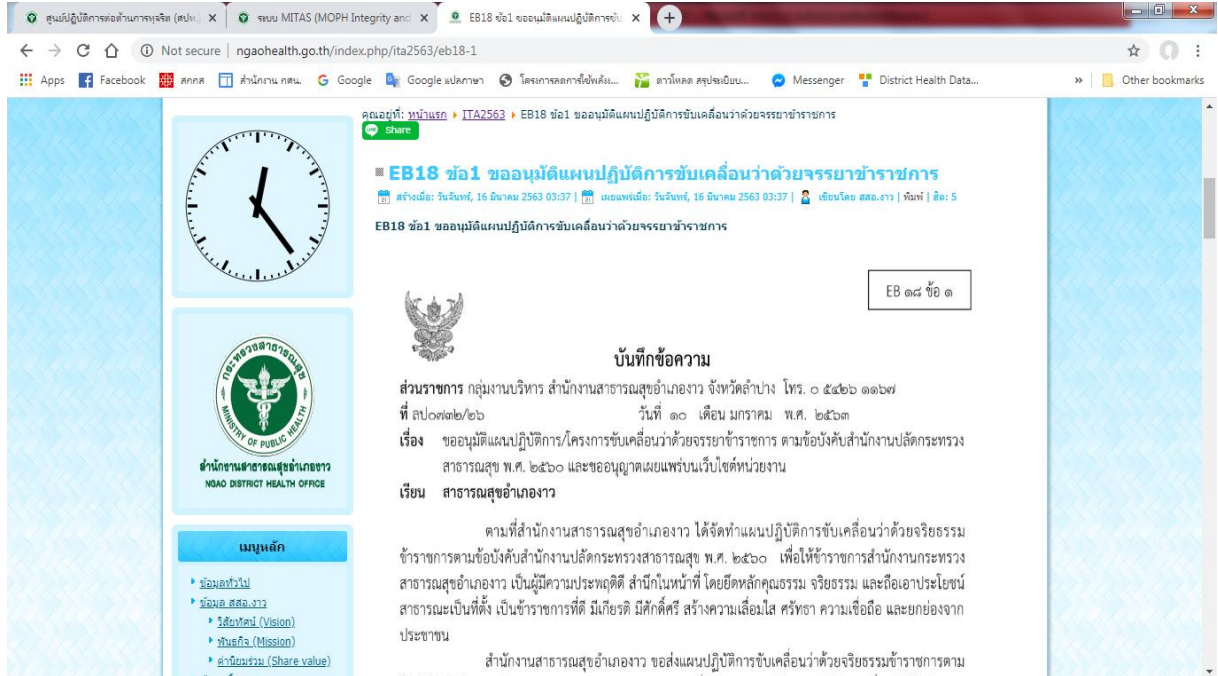 ศูนย์ปฏิบัติการต่อต้านการทุจริต (ศปท.)
ระบบ MITAS (MOPH Integrity and
EB18 ข้อ1 ขออนุมัติแผนปฏิบัติการขับ
Not secure | ngaohealth.go.th/index.php/ita2563/eb18-1
Apps Facebook สกกส สำนักงาน กศน. Google Google แปลภาษา ดาวโหลด สรุประเบียบ... Messenger District Health Data... » Other bookmarks
คุณอยู่ที่: หน้าแรก ITA2563 EB18 ข้อ1 ขออนุมัติแผนปฏิบัติการขับเคลื่อนว่าด้วยจรรยาข้าราชการ
Share
EB18 ข้อ1 ขออนุมัติแผนปฏิบัติการขับเคลื่อนว่าด้วยจรรยาข้าราชการ
สร้างเมื่อ: วันจันทร์, 16 มีนาคม 2563 03:37 | เผยแพร่เมื่อ: วันจันทร์, 16 มีนาคม 2563 03:37 | เขียนโดย สสอ.งาว | พิมพ์ | ฮิต: 5
EB18 ข้อ1 ขออนุมัติแผนปฏิบัติการขับเคลื่อนว่าด้วยจรรยาข้าราชการ
EB ๑๘ ข้อ ๑
บันทึกข้อความ
ส่วนราชการ กลุ่มงานบริหาร สำนักงานสาธารณสุขอำเภองาว จังหวัดลำปาง โทร. ๐ ๕๔๒๖ ๑๑๖๗
ที่ ลป๐๗๓๒/๒๖ วันที่ ๑๐ เดือน มกราคม พ.ศ. ๒๕๖๓
เรื่อง ขออนุมัติแผนปฏิบัติการ/โครงการขับเคลื่อนว่าด้วยจรรยาข้าราชการ ตามข้อบังคับสำนักงานปลัดกระทรวง
สาธารณสุข พ.ศ. ๒๕๖๐ และขออนุญาตเผยแพร่บนเว็บไซต์หน่วยงาน
เรียน สาธารณสุขอำเภองาว
ตามที่สำนักงานสาธารณสุขอำเภองาว ได้จัดทำแผนปฏิบัติการขับเคลื่อนว่าด้วยจริยธรรม
ข้าราชการตามข้อบังคับสำนักงานปลัดกระทรวงสาธารณสุข พ.ศ. ๒๕๖๐ เพื่อให้ข้าราชการสำนักงานกระทรวง
สาธารณสุขอำเภองาว เป็นผู้มีความประพฤติดี สำนึกในหน้าที่ โดยยึดหลักคุณธรรม จริยธรรม และถือเอาประโยชน์
สาธารณะเป็นที่ตั้ง เป็นข้าราชการที่ดี มีเกียรติ มีศักดิ์ศรี สร้างความเลื่อมใส ศรัทธา ความเชื่อถือ และยกย่องจาก
ประชาชน
สำนักงานสาธารณสุขอำเภองาว ขอส่งแผนปฏิบัติการขับเคลื่อนว่าด้วยจริยธรรมข้าราชการตาม
กระทรวงสาธารณสุข
MINISTRY OF PUBLIC HEALTH
สำนักงานสาธารณสุขอำเภองาว
NGAO DISTRICT HEALTH OFFICE
เมนูหลัก
ข้อมูลทั่วไป
ข้อมูล สสอ.งาว
วิสัยทัศน์ (Vision)
พันธกิจ (Mission)
ค่านิยมร่วม (Share value)